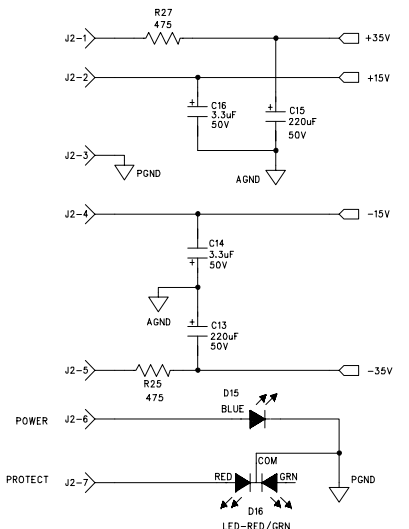 R27
475
J2-1
+35V
J2-2
+15V
+
C16
3.3uF
50V
+
C15
220uF
50V
J2-3
PGND
AGND
J2-4
-15V
C14
3.3uF
50V
+
AGND
+
C13
220uF
50V
J2-5
-35V
R25
475
D15
BLUE
POWER
J2-6
COM
PROTECT
J2-7
RED
GRN
PGND
D16
LED-RED/GRN